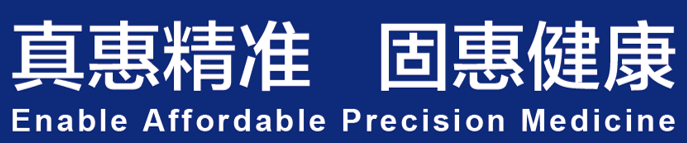 真惠精准 固惠健康
Enable Affordable Precision Medicine